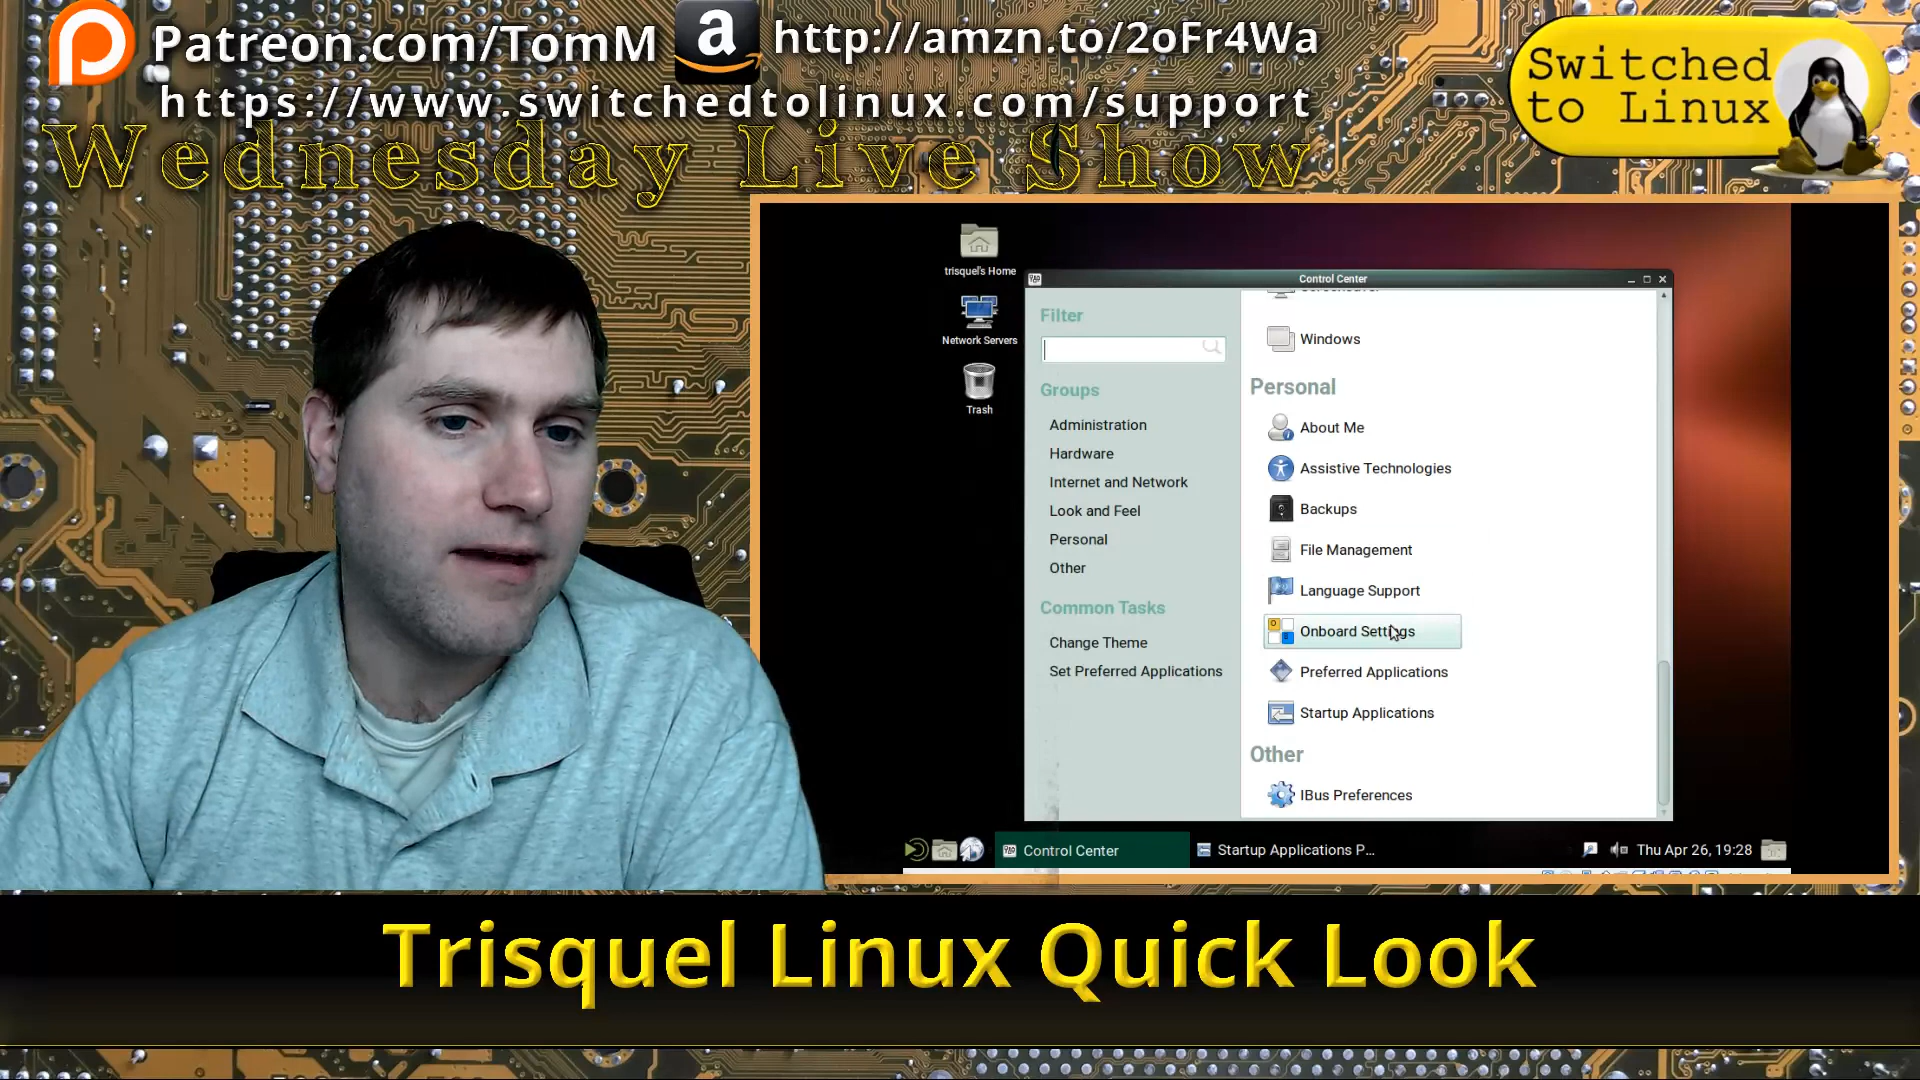 Patreon.com/TomM
a
http://amzn.to/2oFr4Wa
https://www.switchedtolinux.com/support
Wednesday Live Show
Switched
to Linux
trisquel's Home
Network Servers
Trash
Control Center
Filter
Groups
Administration
Hardware
Internet and Network
Look and Feel
Personal
Other
Common Tasks
Change Theme
Set Preferred Applications
Windows
Personal
About Me
Assistive Technologies
Backups
File Management
Language Support
Onboard Settings
Preferred Applications
Startup Applications
Other
IBus Preferences
Control Center
Startup Applications P...
Thu Apr 26, 19:28
Trisquel Linux Quick Look